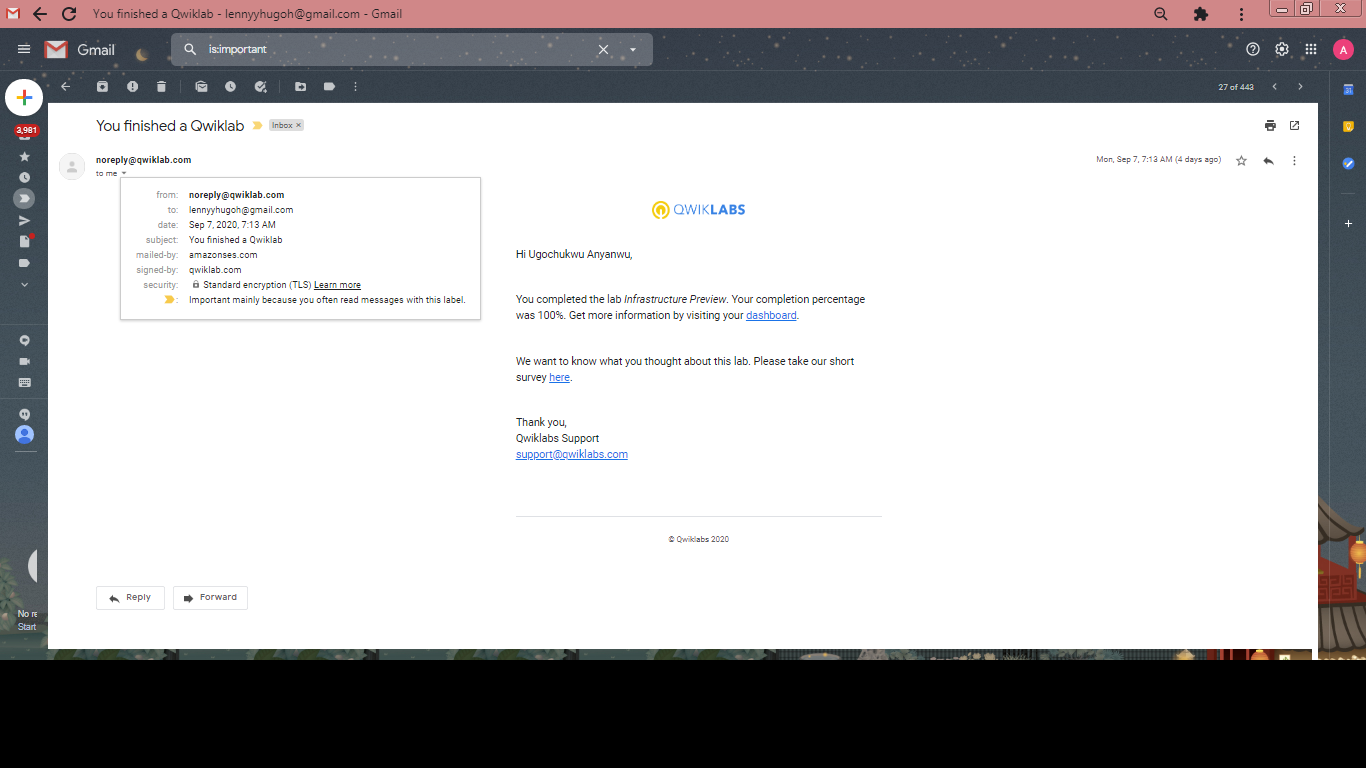 You finished a Qwiklab - lennyyhugoh@gmail.com - Gmail
Gmail
is:important
A
27 of 443
3,981
You finished a Qwiklab
Inbox ×
noreply@qwiklab.com
to me
Mon, Sep 7, 7:13 AM (4 days ago)
from: noreply@qwiklab.com
to: lennyyhugoh@gmail.com
date: Sep 7, 2020, 7:13 AM
subject: You finished a Qwiklab
mailed-by: amazonses.com
signed-by: qwiklab.com
security: Standard encryption (TLS) Learn more
: Important mainly because you often read messages with this label.
QWIKLABS
Hi Ugochukwu Anyanwu,
You completed the lab Infrastructure Preview. Your completion percentage
was 100%. Get more information by visiting your dashboard.
We want to know what you thought about this lab. Please take our short
survey here.
Thank you,
Qwiklabs Support
support@qwiklabs.com
© Qwiklabs 2020
Reply
Forward
No re
Start